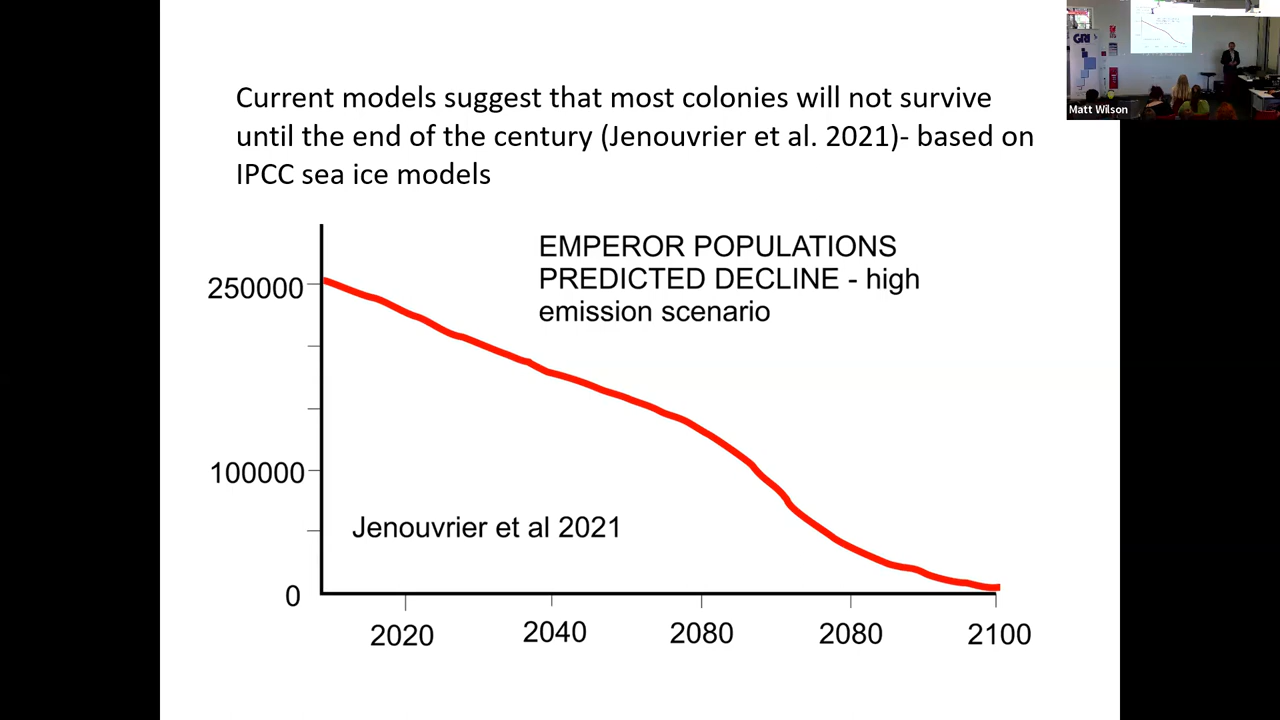 Current models suggest that most colonies will not survive
until the end of the century (Jenouvrier et al. 2021)- based on
IPCC sea ice models
EMPEROR POPULATIONS
PREDICTED DECLINE - high
emission scenario
250000
100000
Jenouvrier et al 2021
0
2020
2040
2080
2080
2100
GRI
Matt Wilson